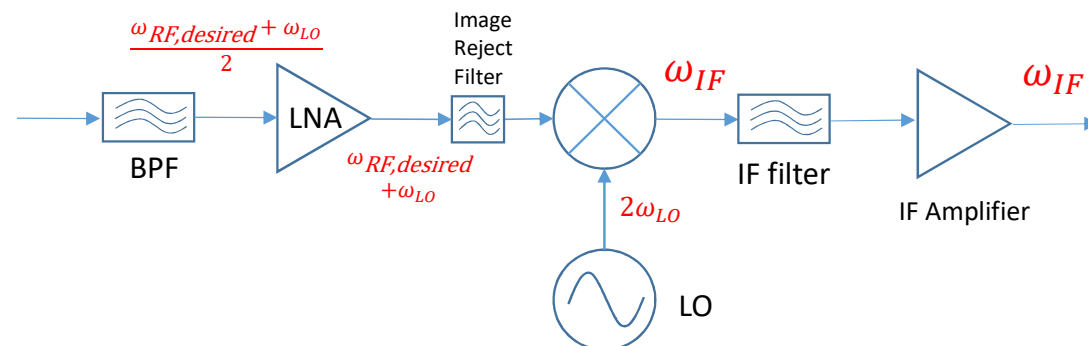 ω_RF,desired + ω_LO
2
BPF
LNA
ω_RF,desired
+ω_LO
Image
Reject
Filter
ω_IF
2ω_LO
LO
IF filter
IF Amplifier
ω_IF